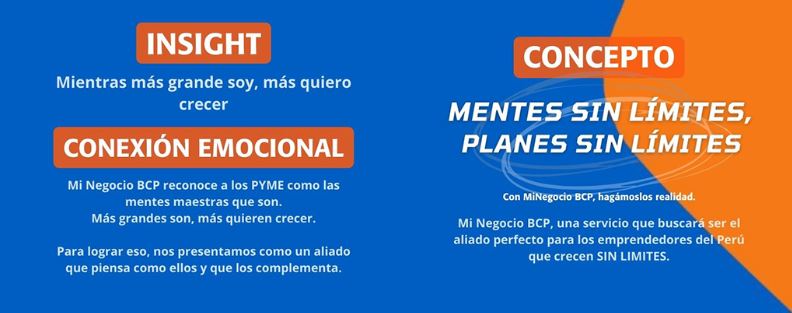 INSIGHT
Mientras más grande soy, más quiero
crecer
CONEXIÓN EMOCIONAL
Mi Negocio BCP reconoce a los PYME como las
mentes maestras que son.
Más grandes son, más quieren crecer.
Para lograr eso, nos presentamos como un aliado
que piensa como ellos y que los complementa.
CONCEPTO
MENTES SIN LÍMITES,
PLANES SIN LÍMITES
Con MiNegocio BCP, hagámoslos realidad.
Mi Negocio BCP, una servicio que buscará ser el
aliado perfecto para los emprendedores del Perú
que crecen SIN LIMITES.